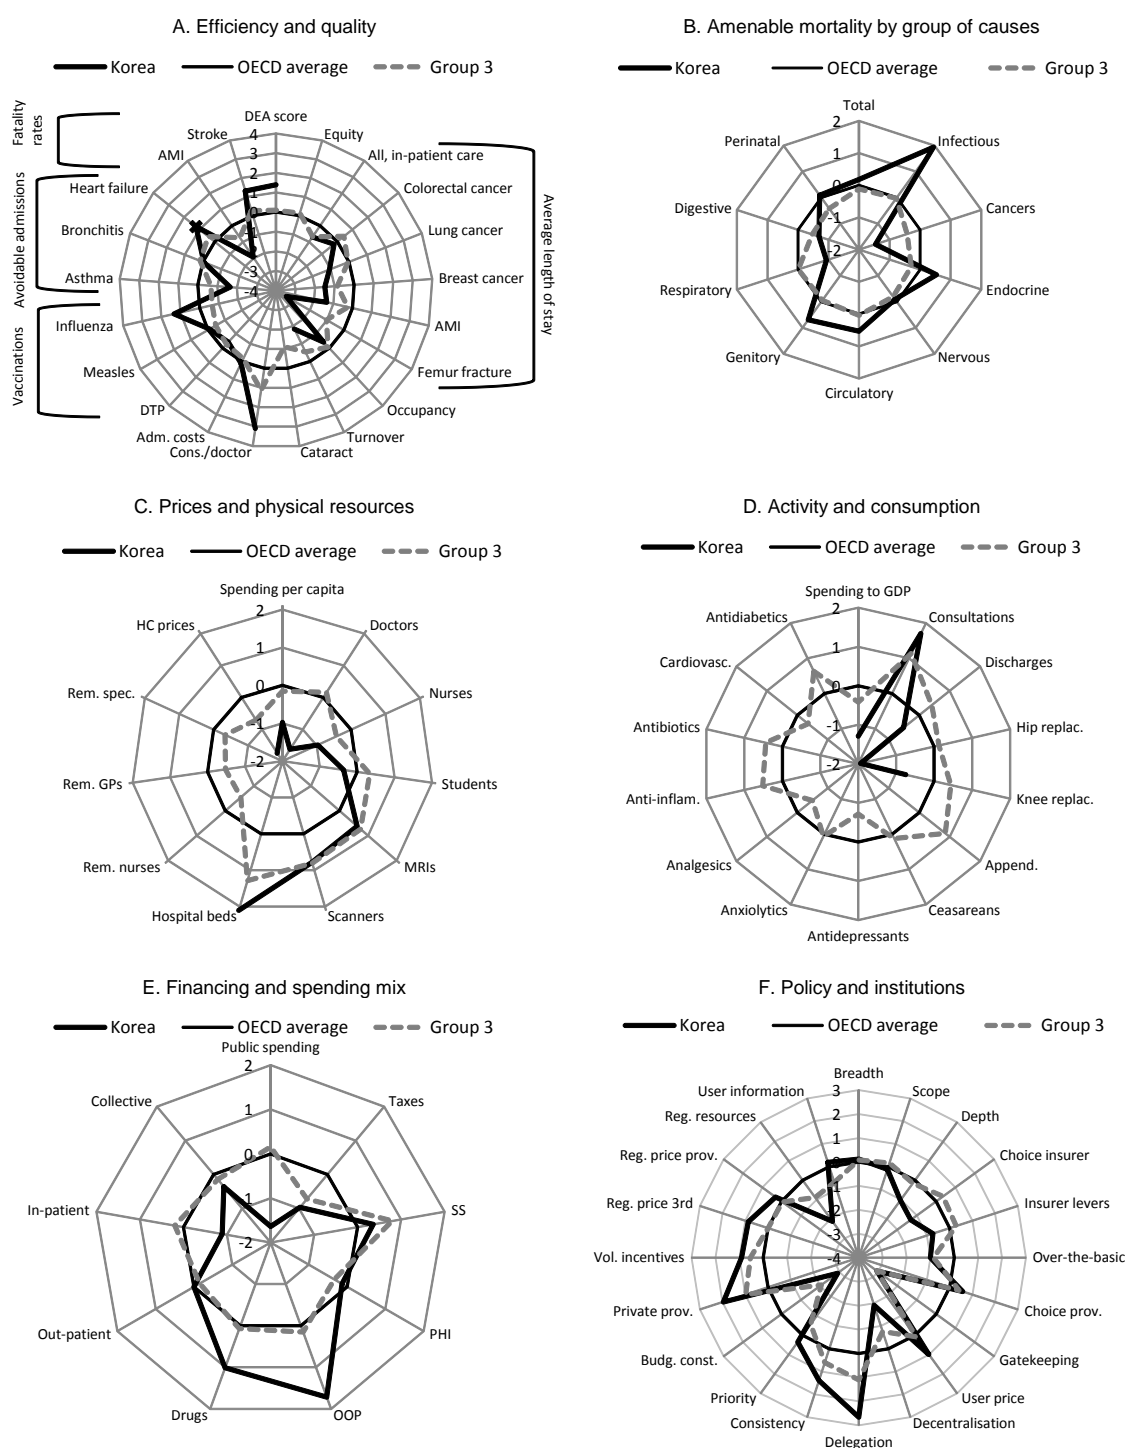 A. Efficiency and quality
Korea
OECD average
Group 3
DEA score
Equity
All, in-patient care
Colorectal cancer
Lung cancer
Breast cancer
AMI
Femur fracture
Occupancy
Turnover
Cataract
Cons./doctor
Adm. costs
DTP
Measles
Influenza
Asthma
Bronchitis
Heart failure
AMI
Stroke
4
3
2
1
0
-1
-3
-4
Fatality
rates
Avoidable admissions
Vaccinations
Average length of stay
B. Amenable mortality by group of causes
Korea
OECD average
Group 3
Total
Infectious
Cancers
Endocrine
Nervous
Circulatory
Genitory
Respiratory
Digestive
Perinatal
2
1
0
-1
-2
C. Prices and physical resources
Korea
OECD average
Group 3
Spending per capita
Doctors
Nurses
Students
MRIs
Scanners
Hospital beds
Rem. nurses
Rem. GPs
Rem. spec.
HC prices
2
1
0
-1
-2
D. Activity and consumption
Korea
OECD average
Group 3
Spending to GDP
Consultations
Discharges
Hip replac.
Knee replac.
Append.
Ceasareans
Antidepressants
Anxiolytics
Analgesics
Anti-inflam.
Antibiotics
Cardiovasc.
Antidiabetics
2
1
0
-1
-2
E. Financing and spending mix
Korea
OECD average
Group 3
Public spending
Taxes
SS
PHI
OOP
Drugs
Out-patient
In-patient
Collective
2
1
0
-1
-2
F. Policy and institutions
Korea
OECD average
Group 3
Breadth
Scope
Depth
Choice insurer
Insurer levers
Over-the-basic
Choice prov.
Gatekeeping
User price
Decentralisation
Delegation
Consistency
Priority
Budg. const.
Private prov.
Vol. incentives
Reg. price 3rd
Reg. price prov.
Reg. resources
User information
3
2
1
0
-1
-2
-3
-4